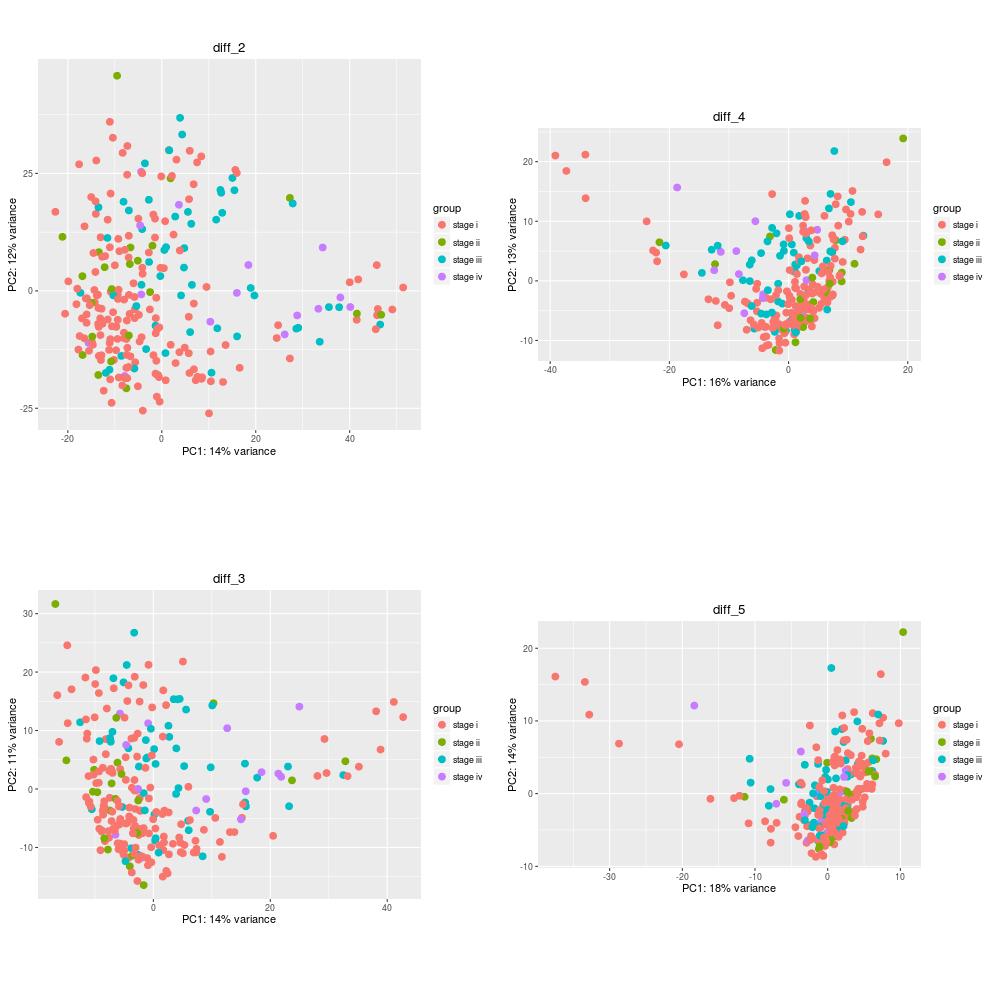 diff_2
25
0
-25
-20
0
20
40
PC1: 14% variance
PC2: 12% variance
group
stage i
stage ii
stage iii
stage iv
diff_4
20
10
0
-10
-40
-20
0
20
PC1: 16% variance
PC2: 13% variance
group
stage i
stage ii
stage iii
stage iv
diff_3
30
20
10
0
-10
0
20
40
PC1: 14% variance
PC2: 11% variance
group
stage i
stage ii
stage iii
stage iv
diff_5
20
10
0
-10
-30
-20
-10
0
10
PC1: 18% variance
PC2: 14% variance
group
stage i
stage ii
stage iii
stage iv